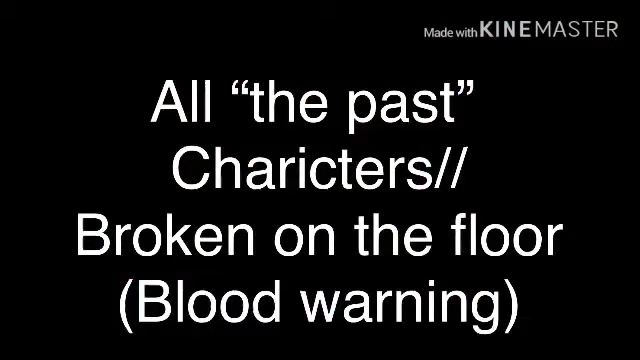 Made with KINEMASTER
All “the past”
Charicters//
Broken on the floor
(Blood warning)